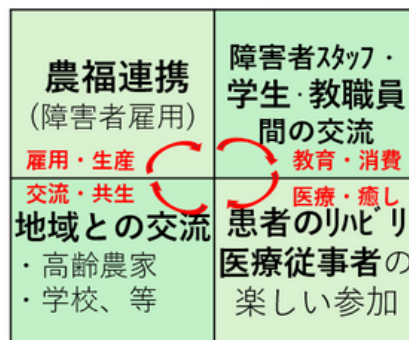 農福連携
(障害者雇用)
雇用・生産
障害者スタッフ・
学生・教職員
間の交流
教育・消費
交流・共生
地域との交流
・高齢農家
・学校、等
医療・癒し
患者のリハビリ
医療従事者の
楽しい参加